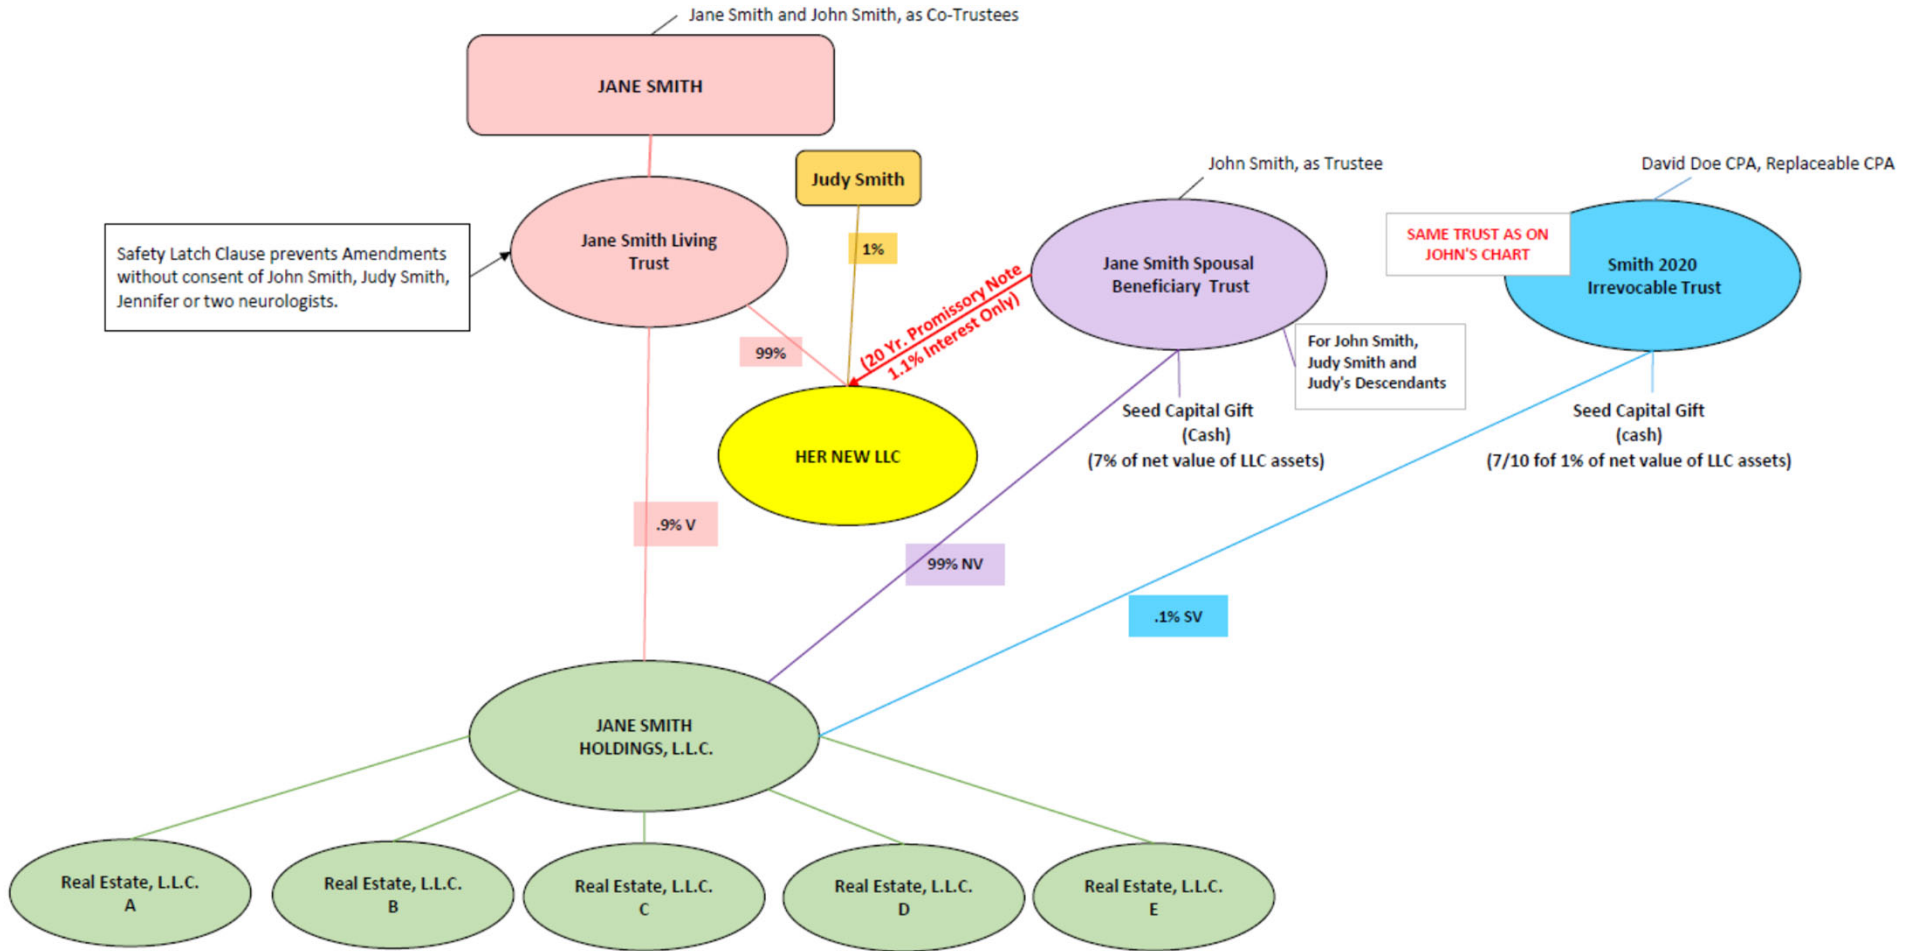 Jane Smith and John Smith, as Co-Trustees
JANE SMITH
Judy Smith
John Smith, as Trustee
David Doe CPA, Replaceable CPA
Jane Smith Living
Trust
Safety Latch Clause prevents Amendments
without consent of John Smith, Judy Smith,
Jennifer or two neurologists.
1%
99%
(20 Yr. Promissory Note
1.1% Interest Only)
Jane Smith Spousal
Beneficiary Trust
SAME TRUST AS ON
JOHN'S CHART
Smith 2020
Irrevocable Trust
For John Smith,
Judy Smith and
Judy's Descendants
HER NEW LLC
Seed Capital Gift
(Cash)
(7% of net value of LLC assets)
Seed Capital Gift
(cash)
(7/10 fof 1% of net value of LLC assets)
.9% V
99% NV
.1% SV
JANE SMITH
HOLDINGS, L.L.C.
Real Estate, L.L.C.
A
Real Estate, L.L.C.
B
Real Estate, L.L.C.
C
Real Estate, L.L.C.
D
Real Estate, L.L.C.
E